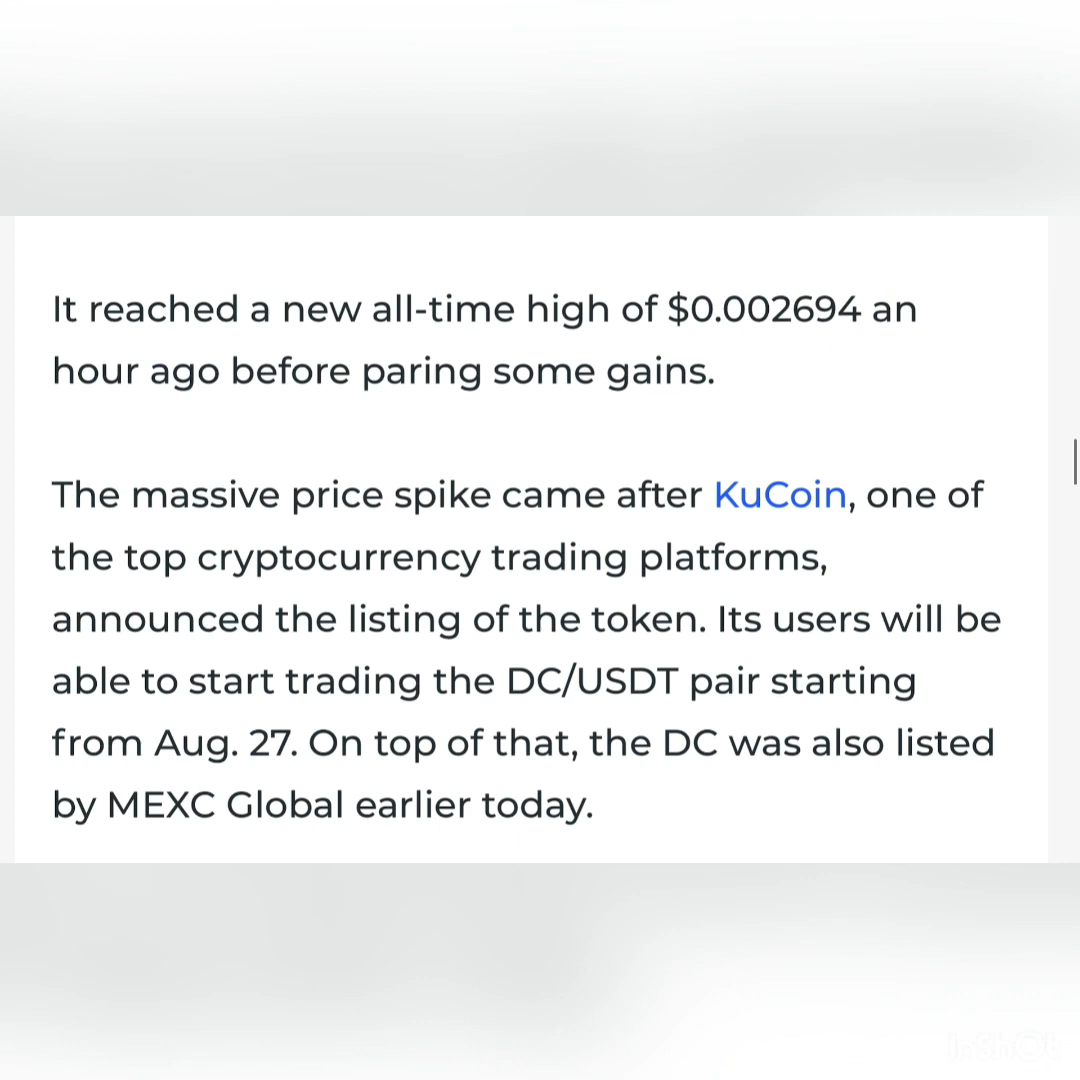 It reached a new all-time high of $0.002694 an
hour ago before paring some gains.
The massive price spike came after KuCoin, one of
the top cryptocurrency trading platforms,
announced the listing of the token. Its users will be
able to start trading the DC/USDT pair starting
from Aug. 27. On top of that, the DC was also listed
by MEXC Global earlier today.
InShOt